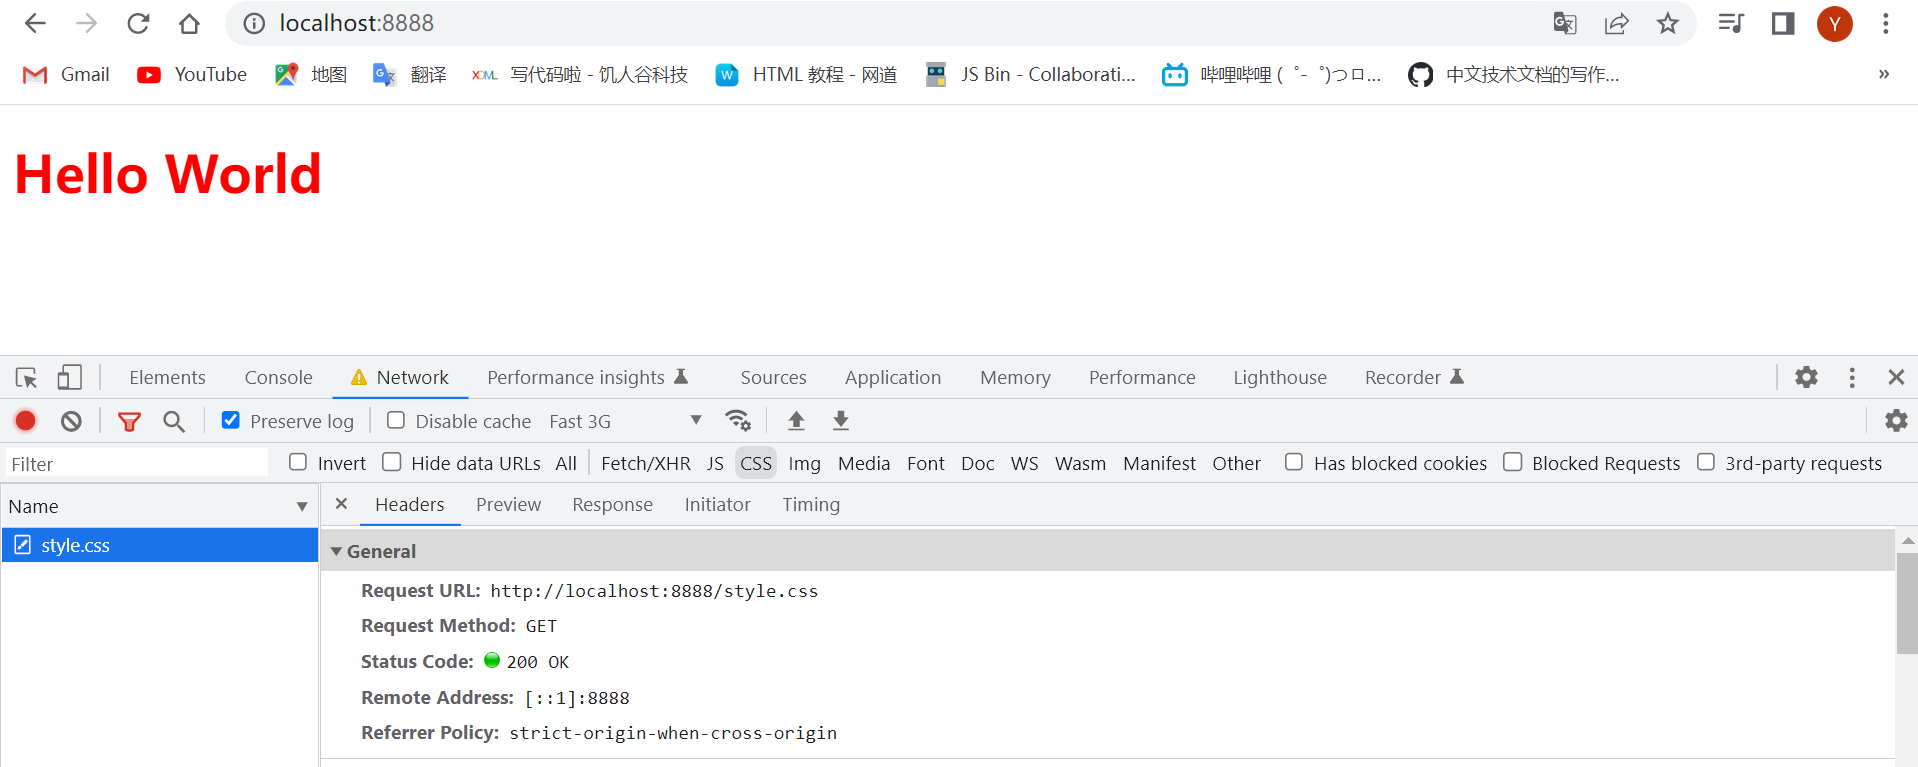 localhost:8888
Y
Gmail YouTube 地图 翻译 XDML 写代码啦 - 饥人谷科技 W HTML 教程 - 网道 JS Bin - Collaborati... 哔哩哔哩 ( ゜- ゜)つロ... 中文技术文档的写作... »
Hello World
Elements Console Network Performance insights Sources Application Memory Performance Lighthouse Recorder
Preserve log Disable cache Fast 3G
Filter Invert Hide data URLs All Fetch/XHR JS CSS Img Media Font Doc WS Wasm Manifest Other Has blocked cookies Blocked Requests 3rd-party requests
Name Headers Preview Response Initiator Timing
style.css
General
Request URL: http://localhost:8888/style.css
Request Method: GET
Status Code: 200 OK
Remote Address: [::1]:8888
Referrer Policy: strict-origin-when-cross-origin